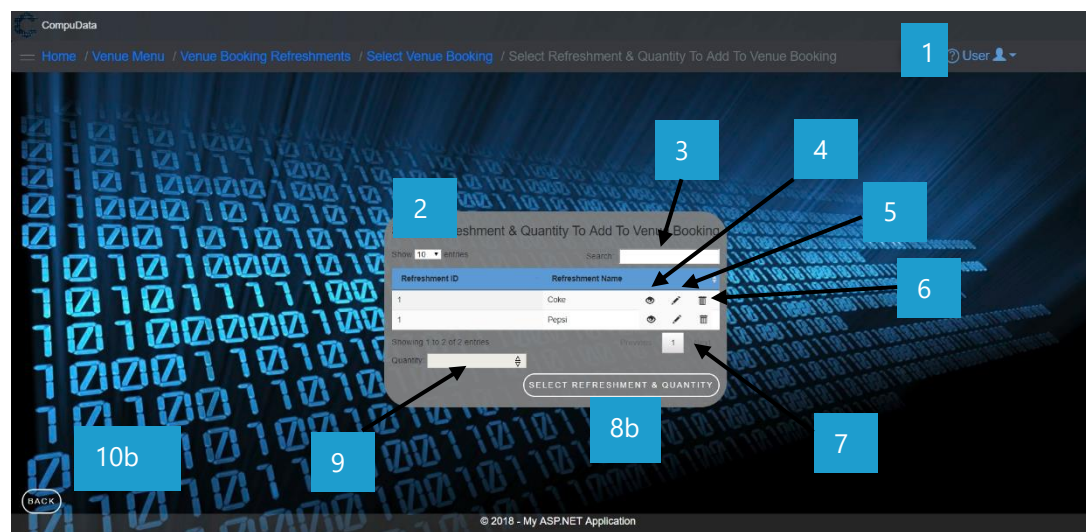 CompuData
Home / Venue Menu / Venue Booking Refreshments / Select Venue Booking / Select Refreshment & Quantity To Add To Venue Booking
1
User
3
4
2
5
eshment & Quantity To Add To Venue Booking
Show 10 entries
Search:
Refreshment ID
Refreshment Name
6
1
Coke
1
Pepsi
Showing 1 to 2 of 2 entries
Previous
1
Quantity:
SELECT REFRESHMENT & QUANTITY
8b
7
10b
9
BACK
© 2018 - My ASP.NET Application